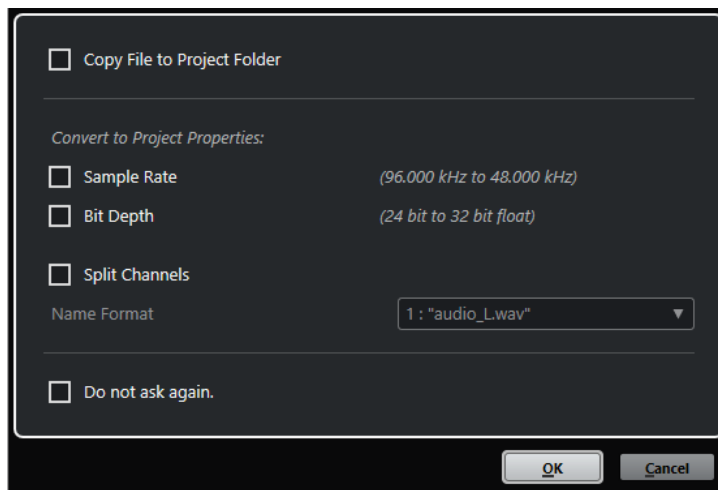 Copy File to Project Folder
Convert to Project Properties:
Sample Rate (96.000 kHz to 48.000 kHz)
Bit Depth (24 bit to 32 bit float)
Split Channels
Name Format 1 : "audio_L.wav"
Do not ask again.
OK Cancel